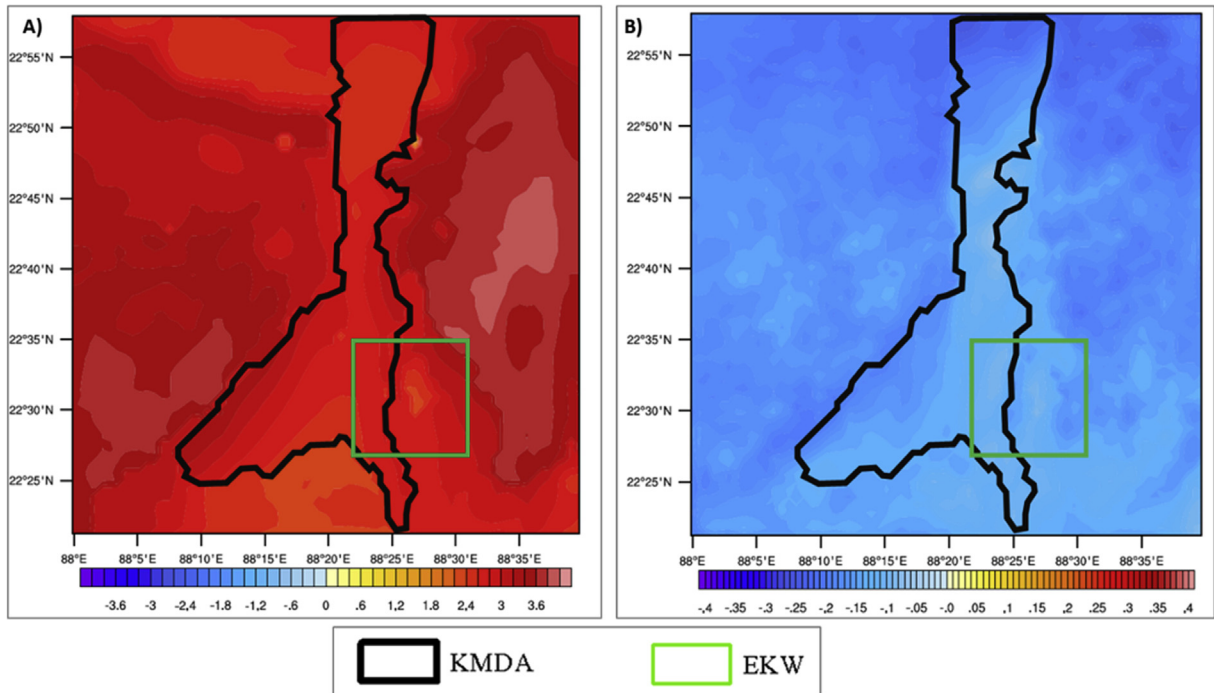 A)
22°55'N
22°50'N
22°45'N
22°40'N
22°35'N
22°30'N
22°25'N
88°E 88°5'E 88°10'E 88°15'E 88°20'E 88°25'E 88°30'E 88°35'E
-3.6 -3 -2,4 -1.8 -1.2 -.6 0 .6 1,2 1.8 2,4 3 3.6
B)
22°55'N
22°50'N
22°45'N
22°40'N
22°35'N
22°30'N
22°25'N
88°E 88°5'E 88°10'E 88°15'E 88°20'E 88°25'E 88°30'E 88°35'E
-.4 -.35 -.3 -.25 -.2 -.15 -.1 -.05 -0. .05 .1 .15 .2 .25 .3 .35 .4
KMDA EKW